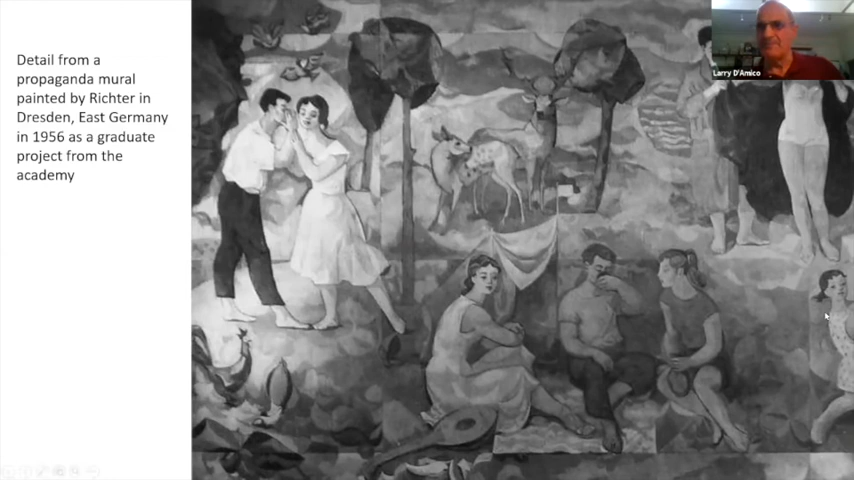 Detail from a
propaganda mural
painted by Richter in
Dresden, East Germany
in 1956 as a graduate
project from the
academy
Larry D'Amico